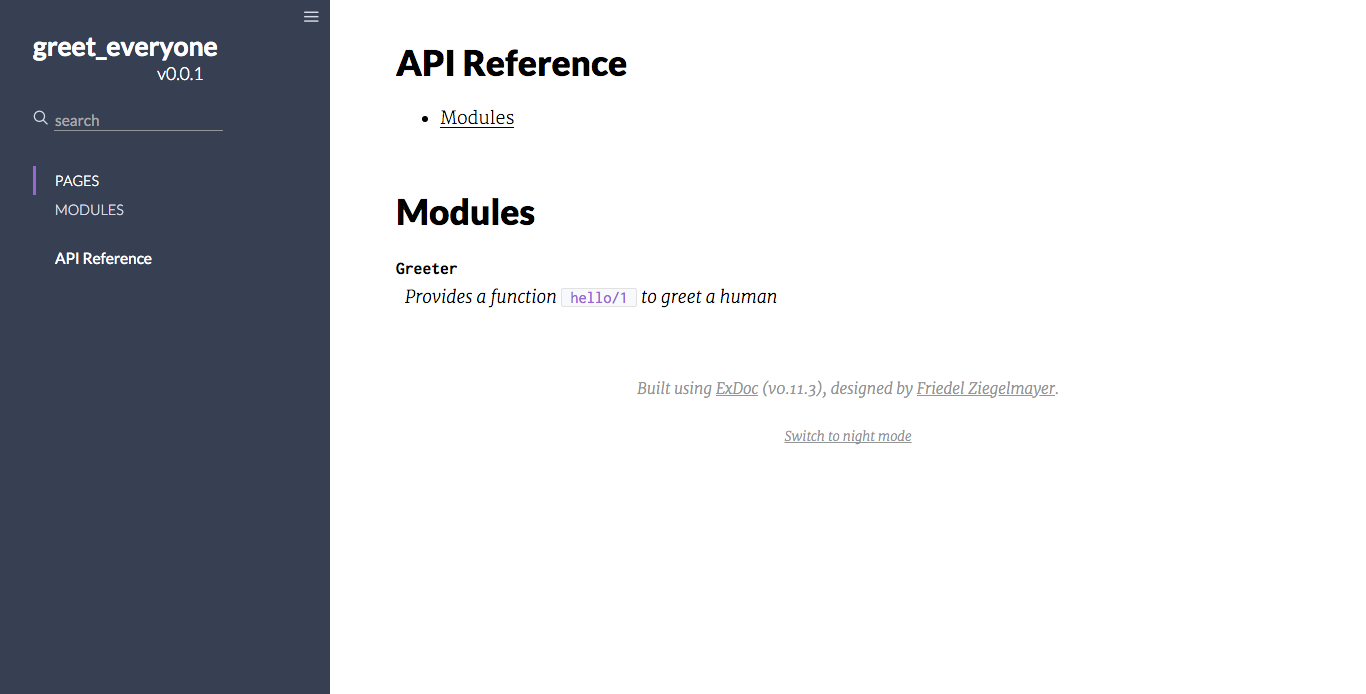 greet_everyone
v0.0.1
search
PAGES
MODULES
API Reference
API Reference
Modules
Modules
Greeter
Provides a function hello/1 to greet a human
Built using ExDoc (v0.11.3), designed by Friedel Ziegelmayer.
Switch to night mode